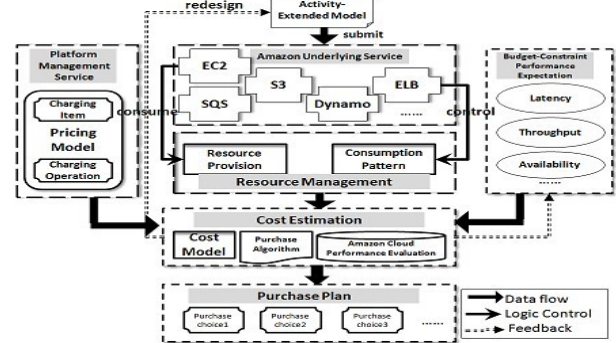 redesign
Activity-
Extended Model
submit
Platform
Management
Service
Charging
Item
Pricing
Model
Charging
Operation
consume
Amazon Underlying Service
EC2
S3
ELB
SQS
Dynamo
......
control
Budget-Constraint
Performance
Expectation
Latency
Throughput
Availability
......
Resource
Provision
Consumption
Pattern
Resource Management
Cost Estimation
Cost
Model
Purchase
Algorithm
Amazon Cloud
Performance Evaluation
Purchase Plan
Purchase
choice1
Purchase
choice2
Purchase
choice3
......
Data flow
Logic Control
Feedback